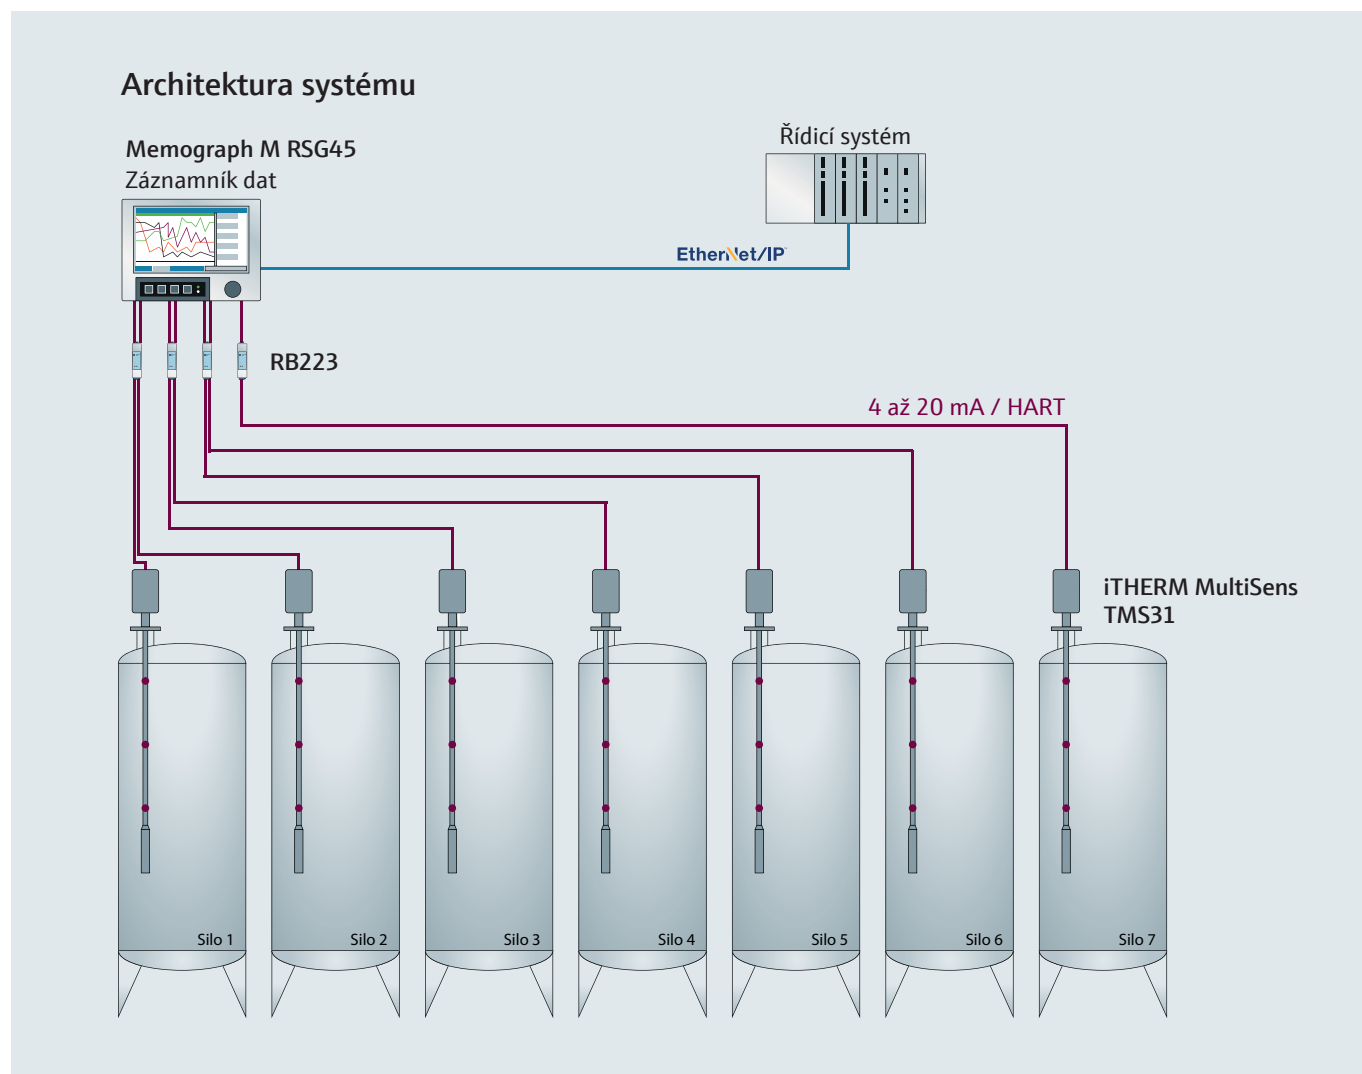 Architektura systému
Memograph M RSG45
Záznamník dat
Řídicí systém
EtherNet/IP
RB223
4 až 20 mA / HART
iTHERM MultiSens
TMS31
Silo 1
Silo 2
Silo 3
Silo 4
Silo 5
Silo 6
Silo 7